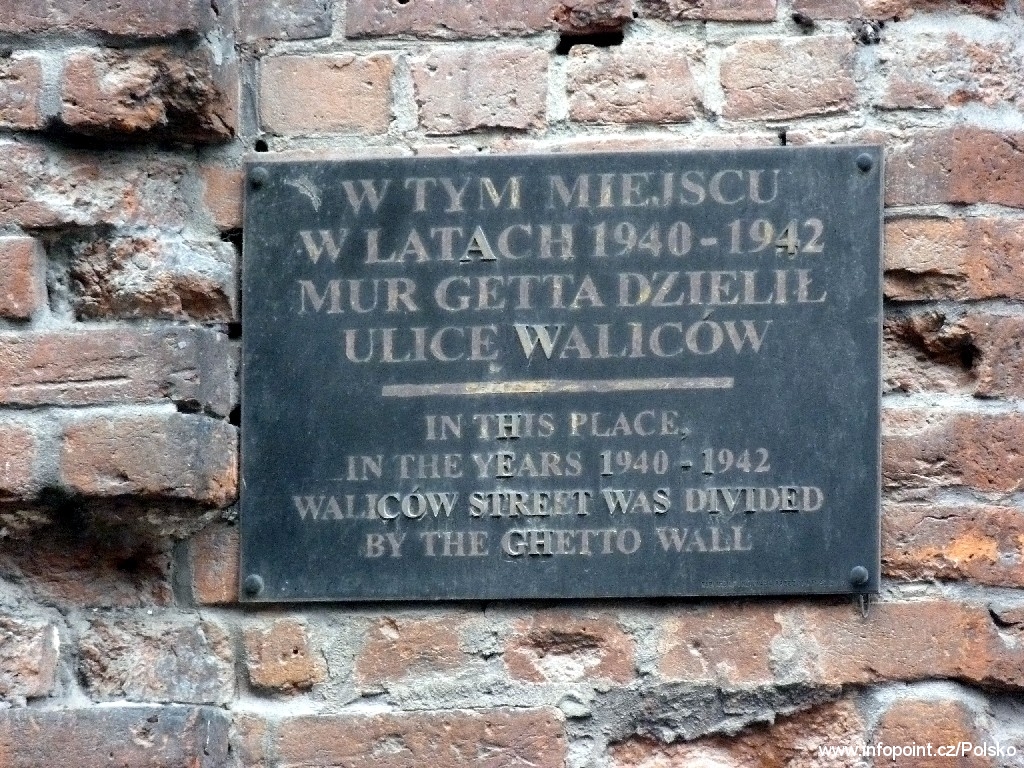 W TYM MIEJSCU
W LATACH 1940 - 1942
MUR GETTA DZIELIŁ
ULICĘ WALICÓW
IN THIS PLACE,
IN THE YEARS 1940 - 1942
WALICÓW STREET WAS DIVIDED
BY THE GHETTO WALL
www.infopoint.cz/Polsko